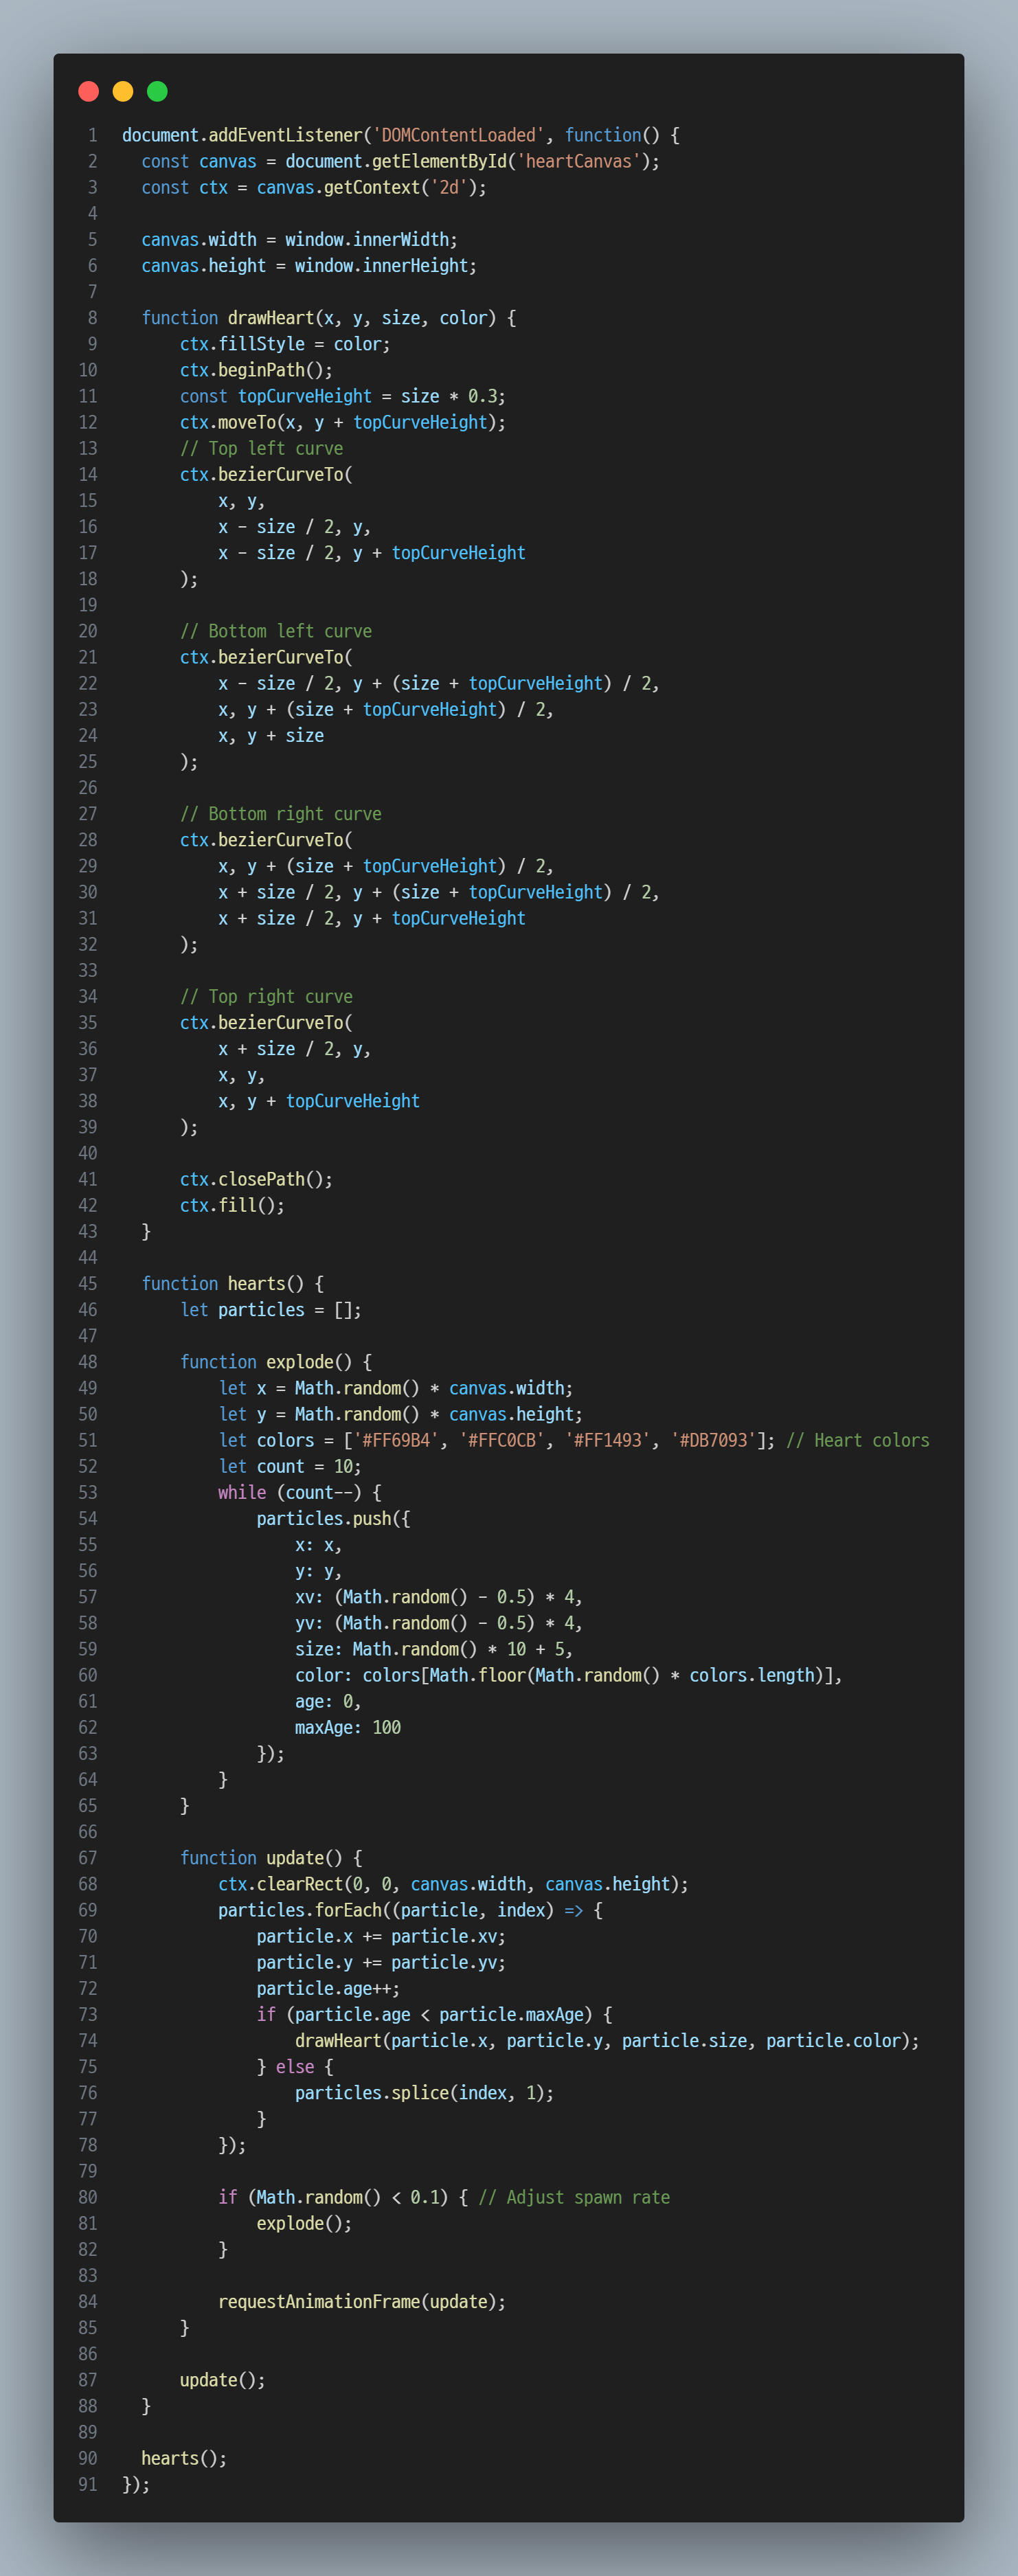 1 document.addEventListener('DOMContentLoaded', function() {
2   const canvas = document.getElementById('heartCanvas');
3   const ctx = canvas.getContext('2d');
4
5   canvas.width = window.innerWidth;
6   canvas.height = window.innerHeight;
7
8   function drawHeart(x, y, size, color) {
9       ctx.fillStyle = color;
10       ctx.beginPath();
11       const topCurveHeight = size * 0.3;
12       ctx.moveTo(x, y + topCurveHeight);
13       // Top left curve
14       ctx.bezierCurveTo(
15           x, y,
16           x - size / 2, y,
17           x - size / 2, y + topCurveHeight
18       );
19
20       // Bottom left curve
21       ctx.bezierCurveTo(
22           x - size / 2, y + (size + topCurveHeight) / 2,
23           x, y + (size + topCurveHeight) / 2,
24           x, y + size
25       );
26
27       // Bottom right curve
28       ctx.bezierCurveTo(
29           x, y + (size + topCurveHeight) / 2,
30           x + size / 2, y + (size + topCurveHeight) / 2,
31           x + size / 2, y + topCurveHeight
32       );
33
34       // Top right curve
35       ctx.bezierCurveTo(
36           x + size / 2, y,
37           x, y,
38           x, y + topCurveHeight
39       );
40
41       ctx.closePath();
42       ctx.fill();
43   }
44
45   function hearts() {
46       let particles = [];
47
48       function explode() {
49           let x = Math.random() * canvas.width;
50           let y = Math.random() * canvas.height;
51           let colors = ['#FF69B4', '#FFC0CB', '#FF1493', '#DB7093']; // Heart colors
52           let count = 10;
53           while (count--) {
54               particles.push({
55                   x: x,
56                   y: y,
57                   xv: (Math.random() - 0.5) * 4,
58                   yv: (Math.random() - 0.5) * 4,
59                   size: Math.random() * 10 + 5,
60                   color: colors[Math.floor(Math.random() * colors.length)],
61                   age: 0,
62                   maxAge: 100
63               });
64           }
65       }
66
67       function update() {
68           ctx.clearRect(0, 0, canvas.width, canvas.height);
69           particles.forEach((particle, index) => {
70               particle.x += particle.xv;
71               particle.y += particle.yv;
72               particle.age++;
73               if (particle.age < particle.maxAge) {
74                   drawHeart(particle.x, particle.y, particle.size, particle.color);
75               } else {
76                   particles.splice(index, 1);
77               }
78           });
79
80           if (Math.random() < 0.1) { // Adjust spawn rate
81               explode();
82           }
83
84           requestAnimationFrame(update);
85       }
86
87       update();
88   }
89
90   hearts();
91 });